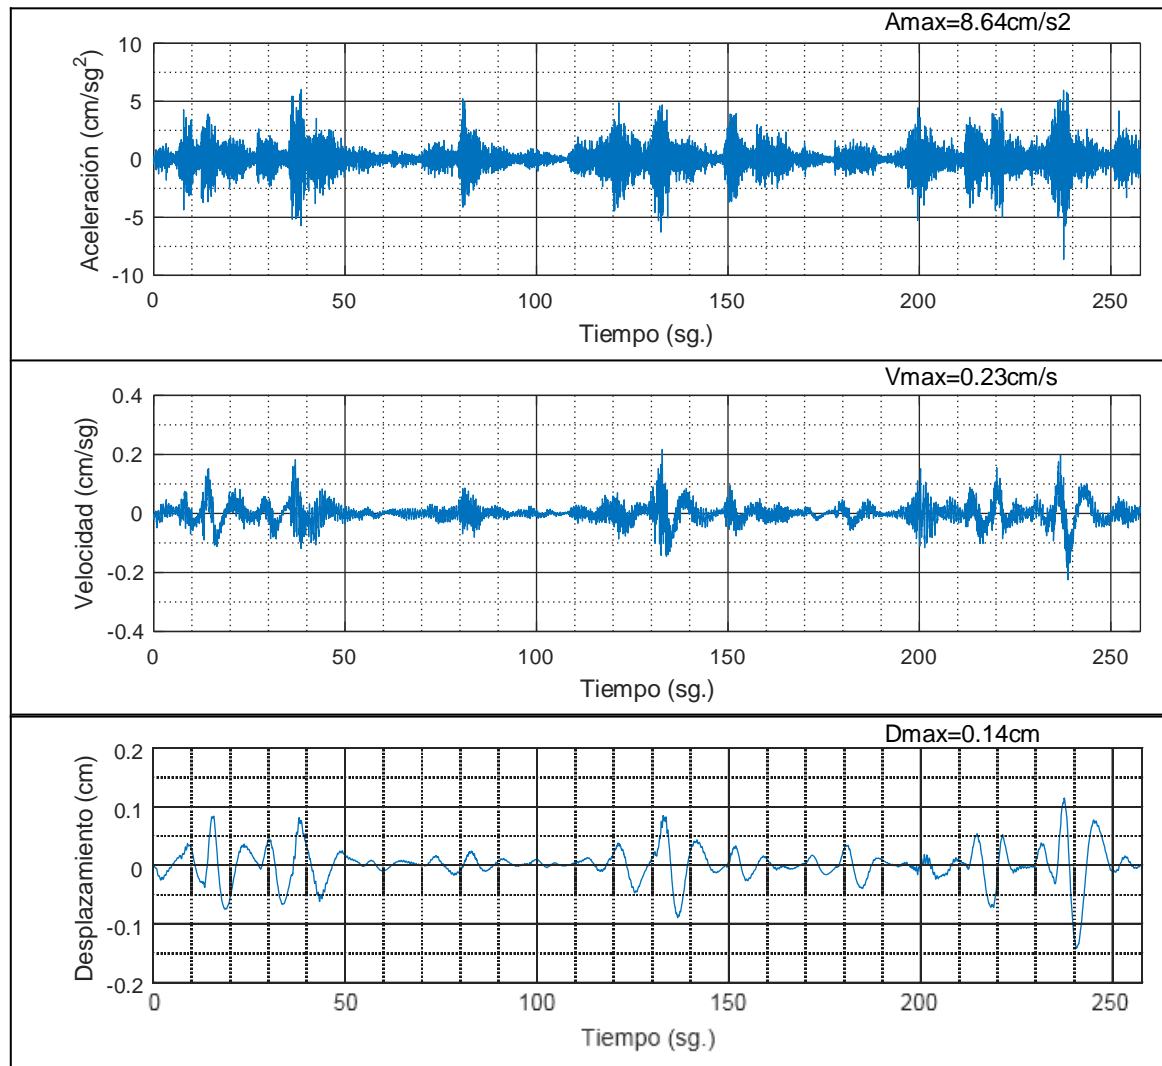 Amax=8.64cm/s2
Aceleración (cm/sg²)
10
5
0
-5
-10
0 50 100 150 200 250
Tiempo (sg.)
Vmax=0.23cm/s
Velocidad (cm/sg)
0.4
0.2
0
-0.2
-0.4
0 50 100 150 200 250
Tiempo (sg.)
Dmax=0.14cm
Desplazamiento (cm)
0.2
0.1
0
-0.1
-0.2
0 50 100 150 200 250
Tiempo (sg.)